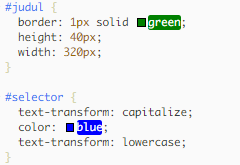 #judul {
border: 1px solid green;
height: 40px;
width: 320px;
}
#selector {
text-transform: capitalize;
color: blue;
text-transform: lowercase;
}